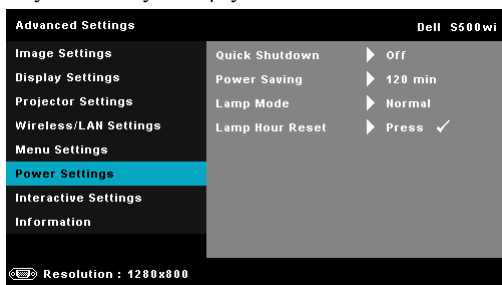 Advanced Settings Dell S500wi
Image Settings Quick Shutdown Off
Display Settings Power Saving 120 min
Projector Settings Lamp Mode Normal
Wireless/LAN Settings Lamp Hour Reset Press ✓
Menu Settings
Power Settings
Interactive Settings
Information
Resolution : 1280x800